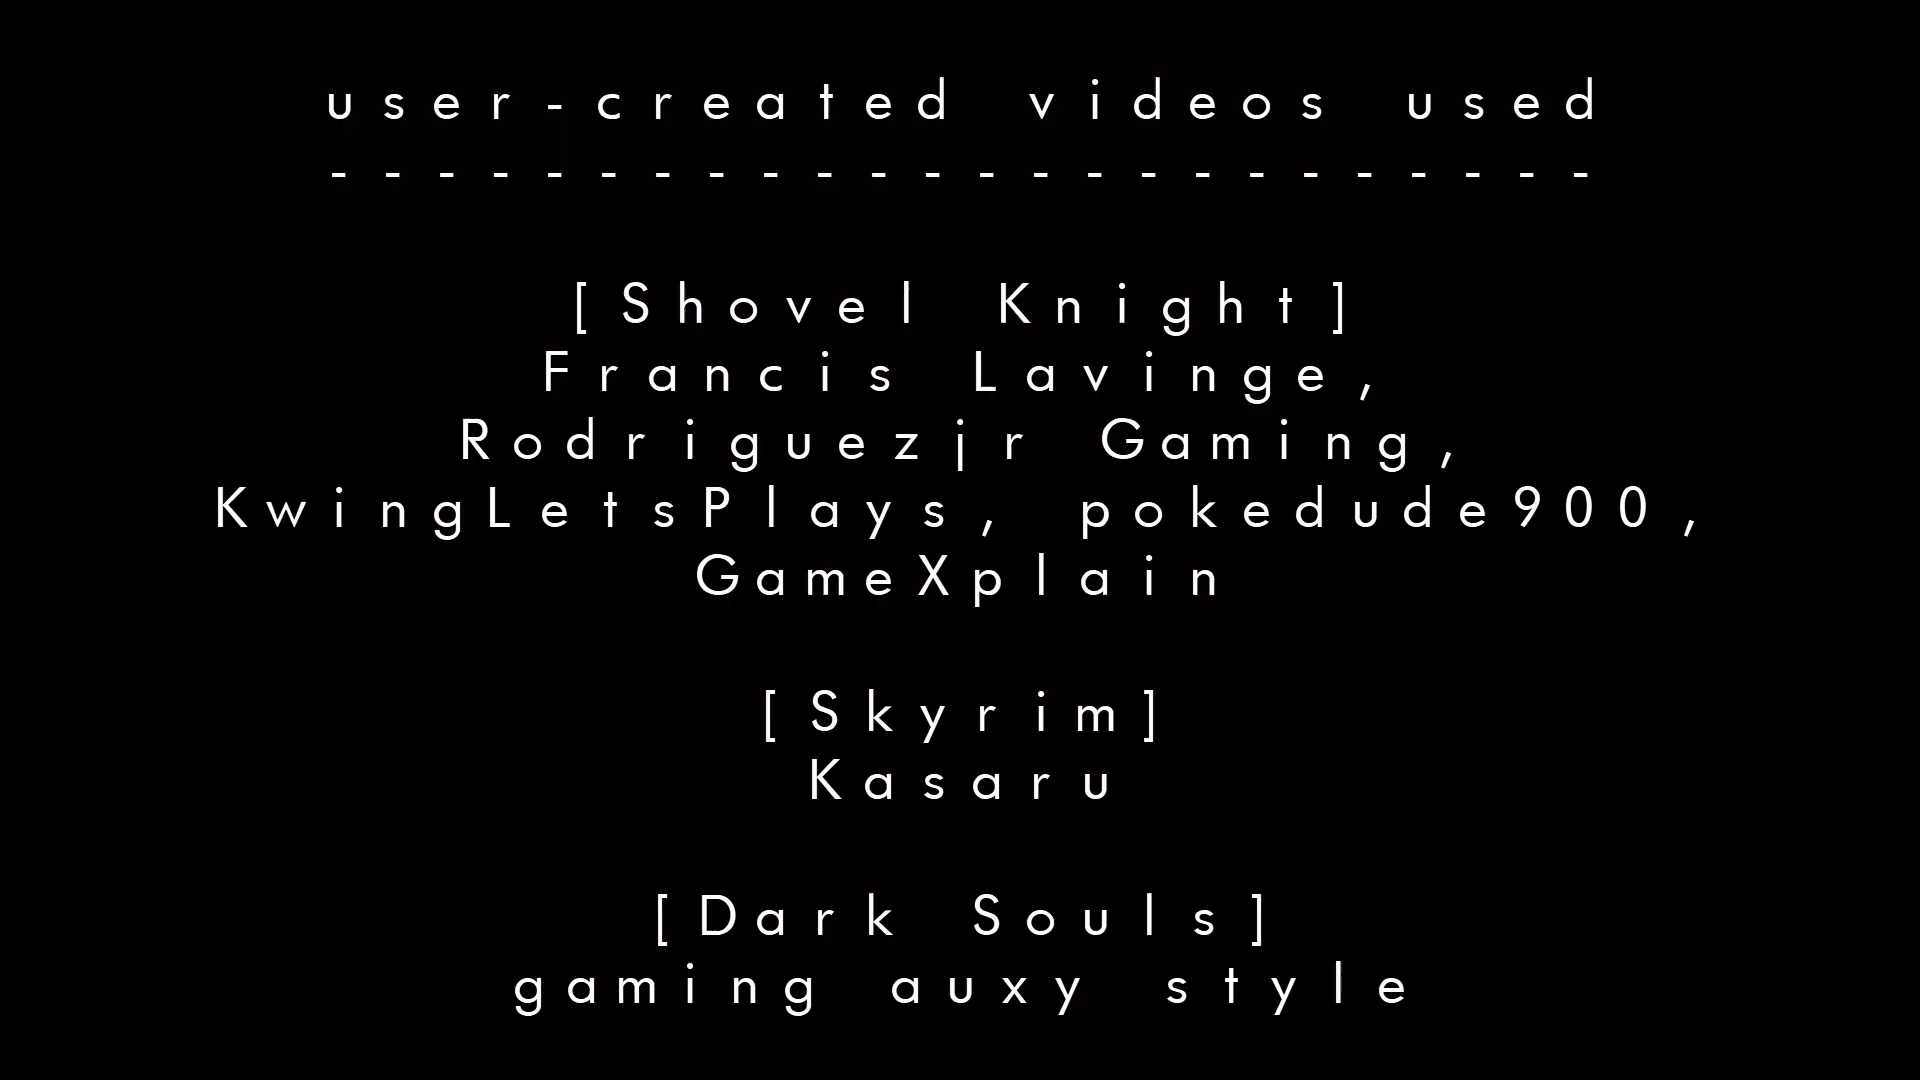 user-created videos used
------------------------
[Shovel Knight]
Francis Lavinge,
Rodriguezjr Gaming,
KwingLetsPlays, pokedude900,
GameXplain
[Skyrim]
Kasaru
[Dark Souls]
gaming auxy style